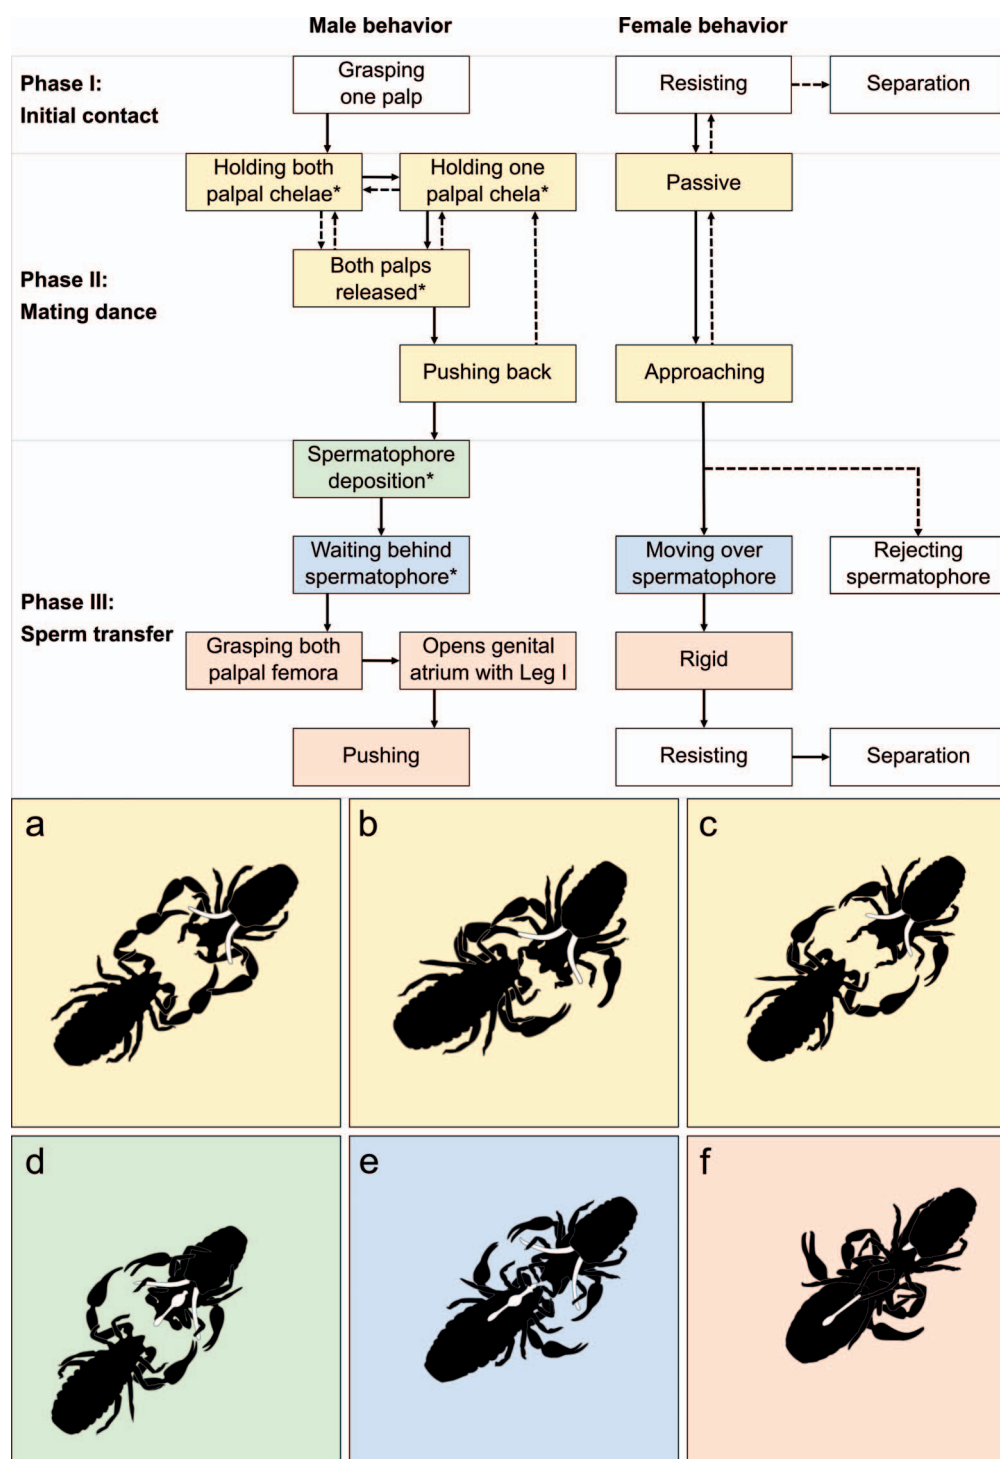 Male behavior
Female behavior
Phase I:
Initial contact
Grasping
one palp
Resisting
Separation
Holding both
palpal chelae*
Holding one
palpal chela*
Passive
Phase II:
Mating dance
Both palps
released*
Pushing back
Approaching
Spermatophore
deposition*
Waiting behind
spermatophore*
Moving over
spermatophore
Rejecting
spermatophore
Phase III:
Sperm transfer
Grasping both
palpal femora
Opens genital
atrium with Leg I
Rigid
Pushing
Resisting
Separation
a
b
c
d
e
f